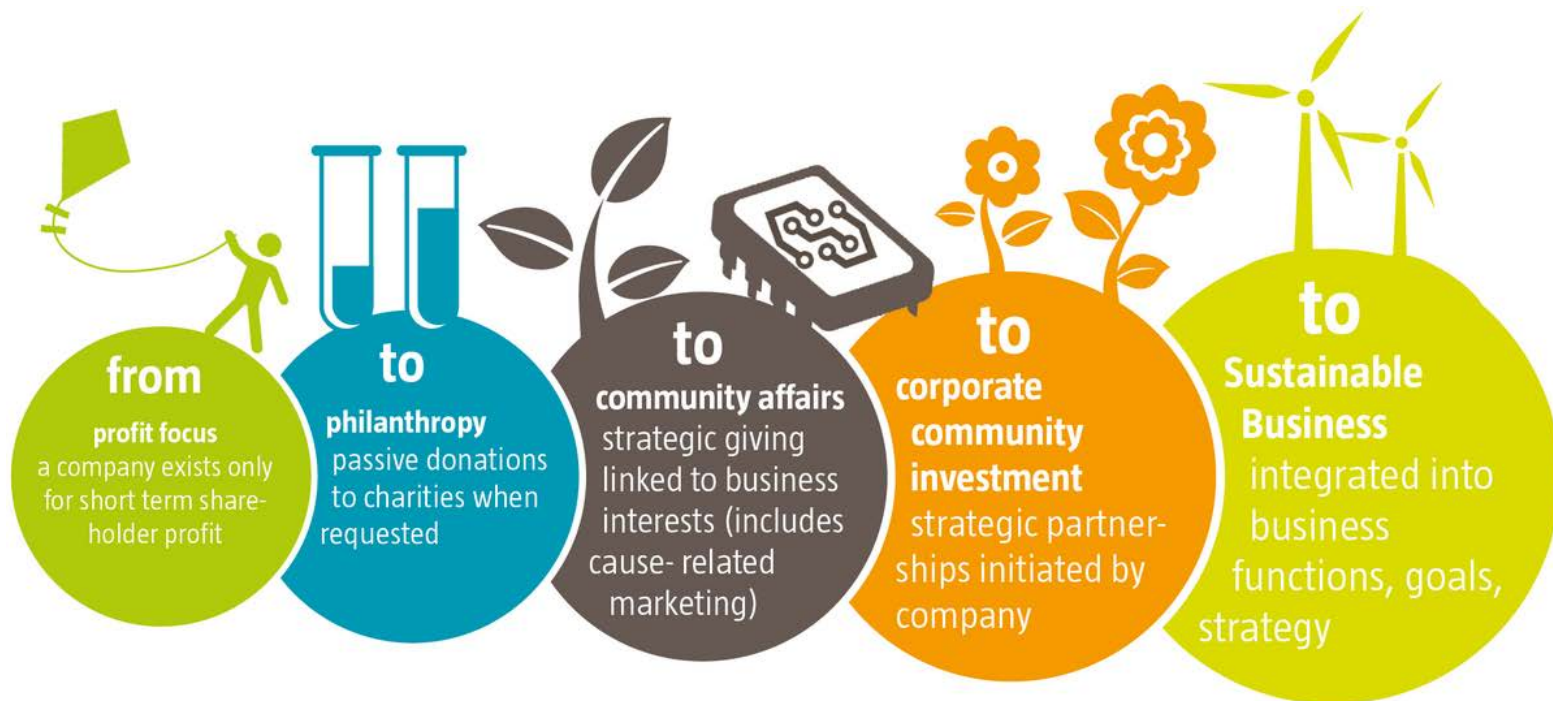 from
profit focus
a company exists only
for short term share-
holder profit
to
philanthropy
passive donations
to charities when
requested
to
community affairs
strategic giving
linked to business
interests (includes
cause- related
marketing)
to
corporate
community
investment
strategic partner-
ships initiated by
company
to
Sustainable
Business
integrated into
business
functions, goals,
strategy